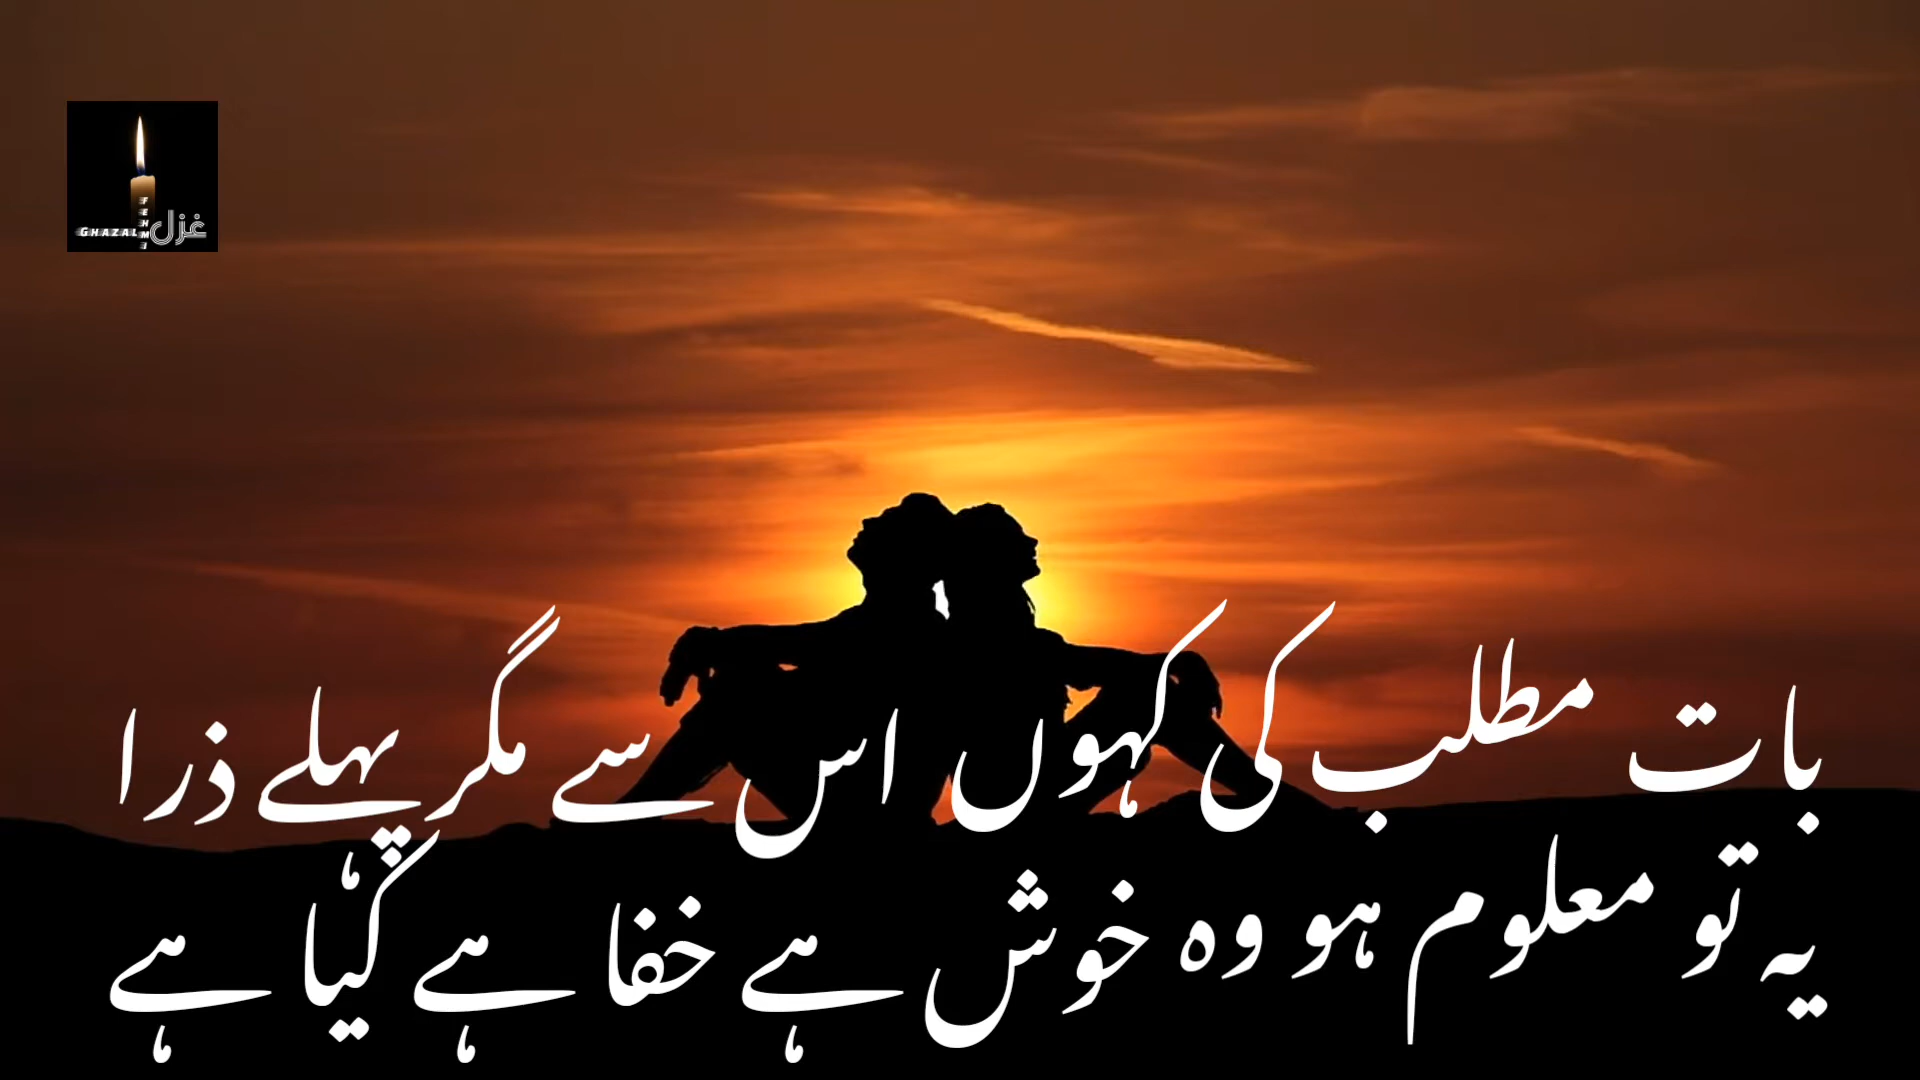 GHAZAL
FEHMI
غزل
بات مطلب کی کہوں اس سے مگر پہلے ذرا
یہ تو معلوم ہو وہ خوش ہے خفا ہے کیا ہے